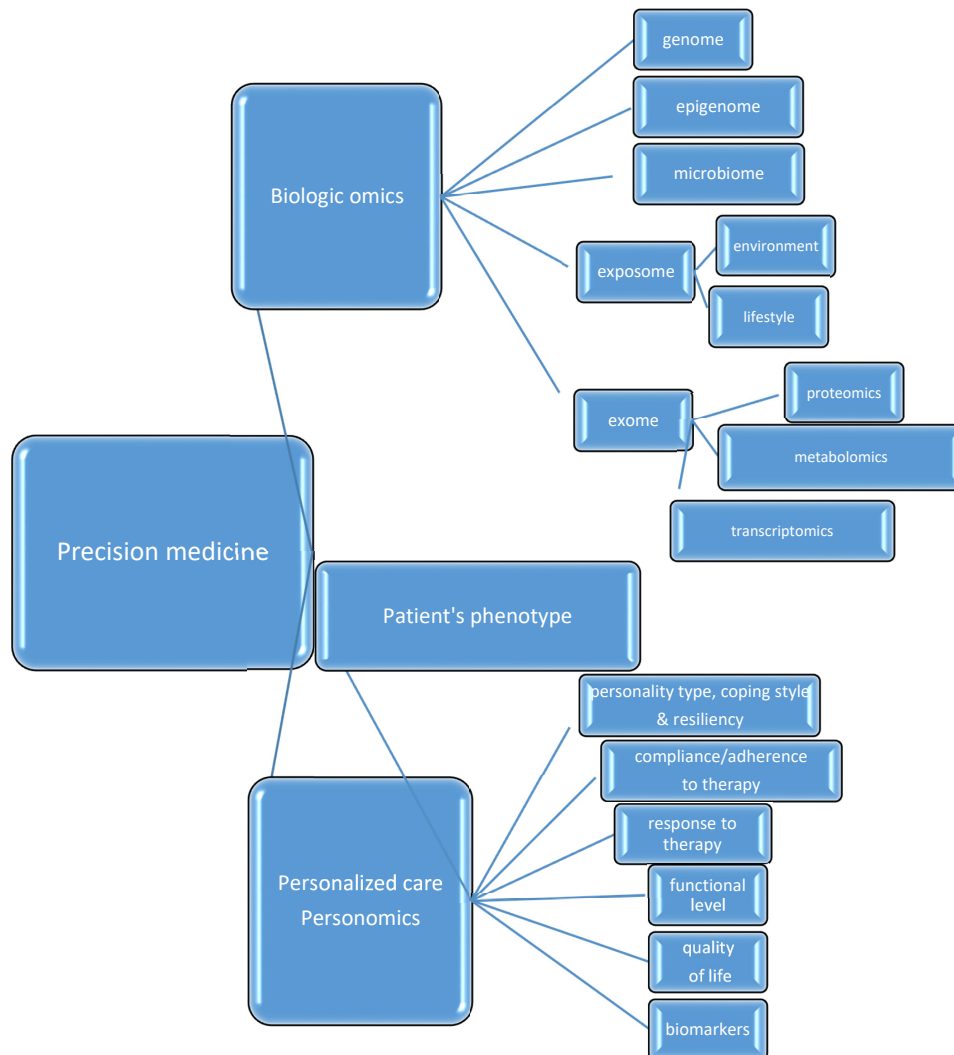 genome
epigenome
Biologic omics
microbiome
environment
exposome
lifestyle
proteomics
exome
metabolomics
transcriptomics
Precision medicine
Patient's phenotype
personality type, coping style
& resiliency
compliance/adherence
to therapy
response to
therapy
Personalized care
Personomics
functional
level
quality
of life
biomarkers